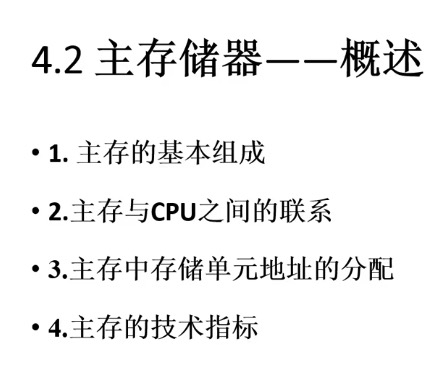 4.2 主存储器——概述
• 1. 主存的基本组成
• 2.主存与CPU之间的联系
• 3.主存中存储单元地址的分配
• 4.主存的技术指标